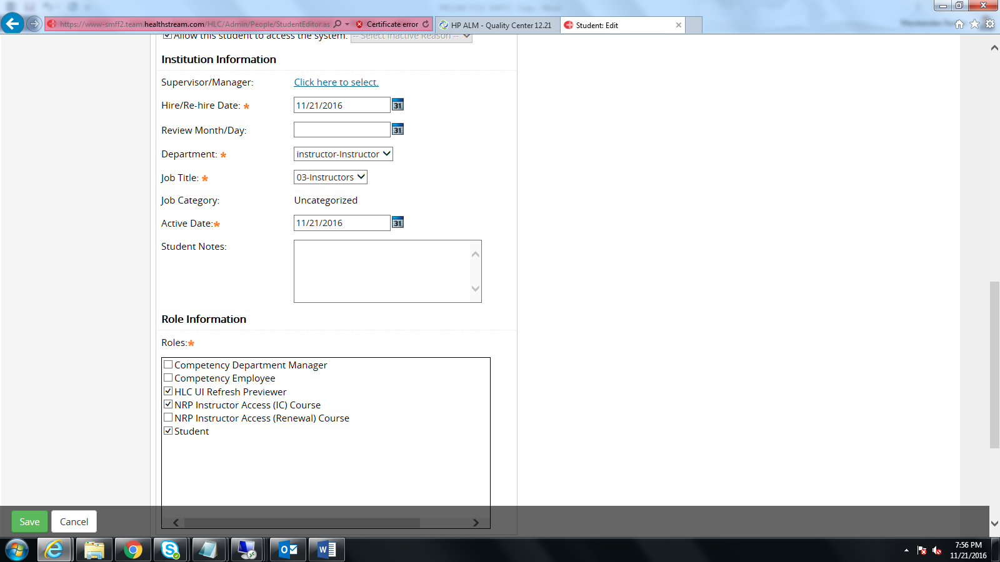 https://www-smff2.team.healthstream.com/HLC/Admin/People/StudentEditor.as Certificate error HP ALM - Quality Center 12.21 Student: Edit
Allow this student to access the system. -- Select Inactive Reason --
Institution Information
Supervisor/Manager: Click here to select.
Hire/Re-hire Date: * 11/21/2016 31
Review Month/Day: 31
Department: * instructor-Instructor
Job Title: * 03-Instructors
Job Category: Uncategorized
Active Date:* 11/21/2016 31
Student Notes:
Role Information
Roles:*
Competency Department Manager
Competency Employee
HLC UI Refresh Previewer
NRP Instructor Access (IC) Course
NRP Instructor Access (Renewal) Course
Student
Save Cancel
7:56 PM
11/21/2016